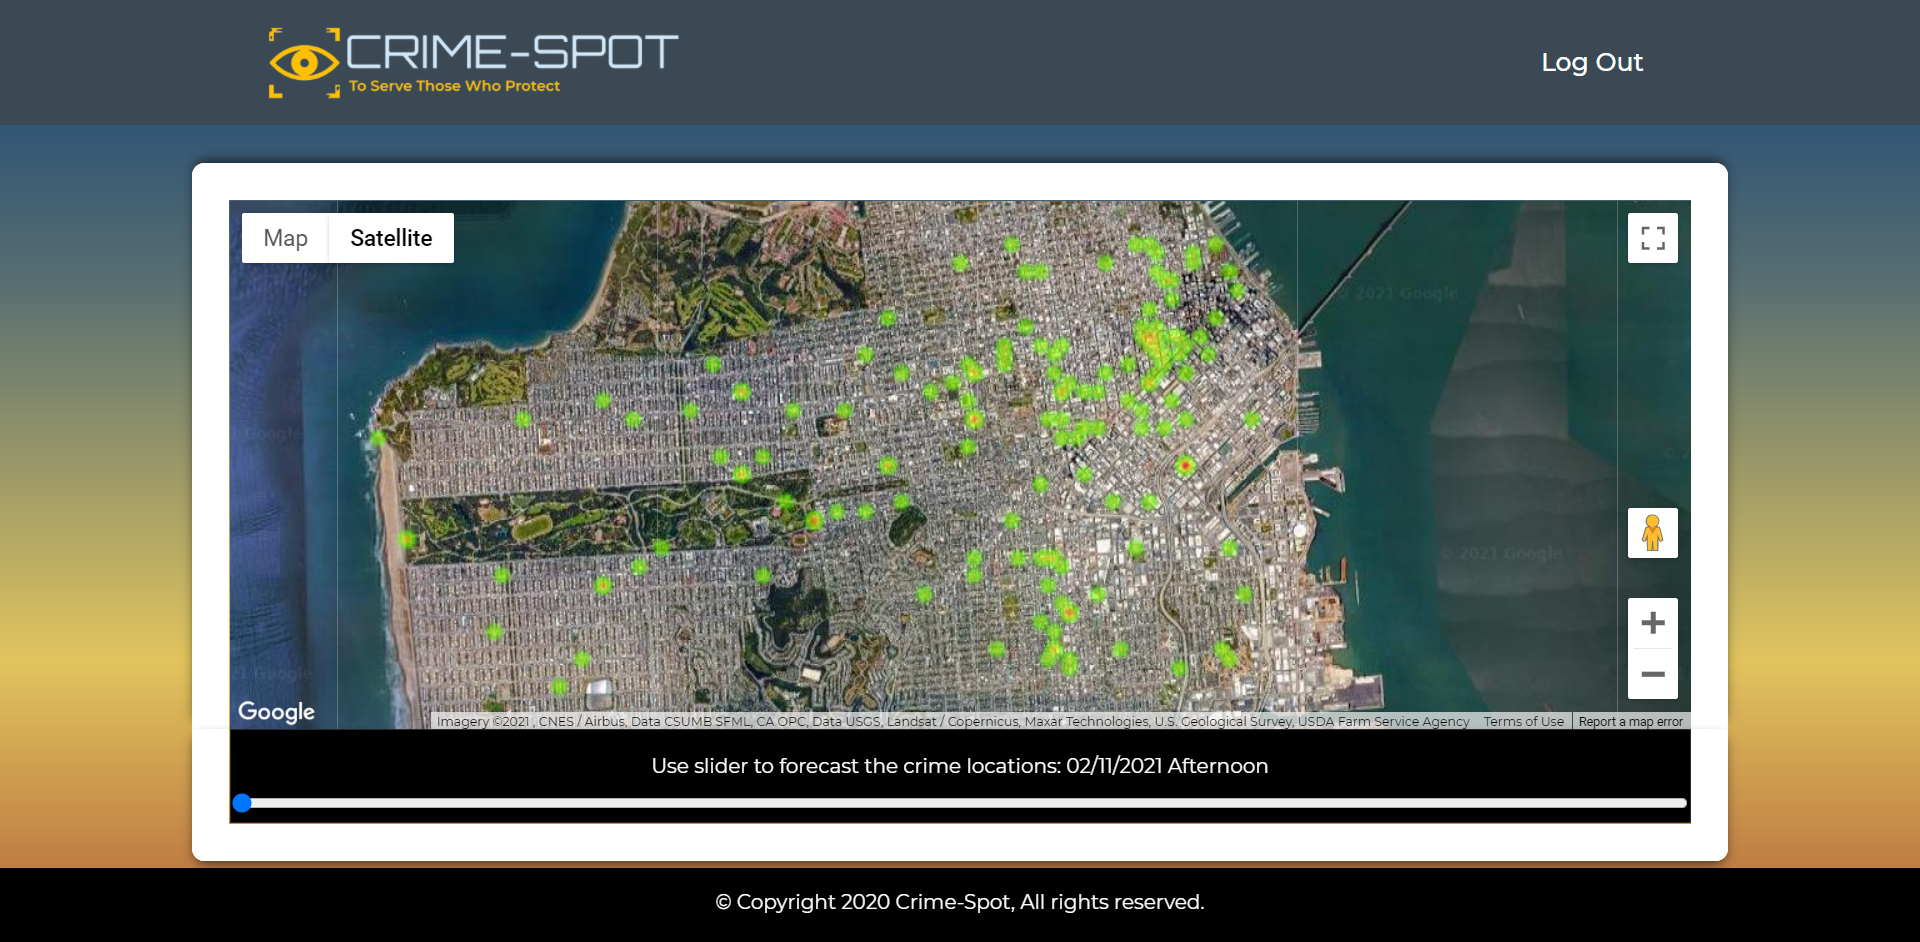 CRIME-SPOT
To Serve Those Who Protect
Log Out
Map
Satellite
© 2021 Google
Google
© 2021 Google
21 Google
Google
Imagery ©2021 , CNES / Airbus, Data CSUMB SFML, CA OPC, Data USGS, Landsat / Copernicus, Maxar Technologies, U.S. Geological Survey, USDA Farm Service Agency
Terms of Use
Report a map error
Use slider to forecast the crime locations: 02/11/2021 Afternoon
© Copyright 2020 Crime-Spot, All rights reserved.